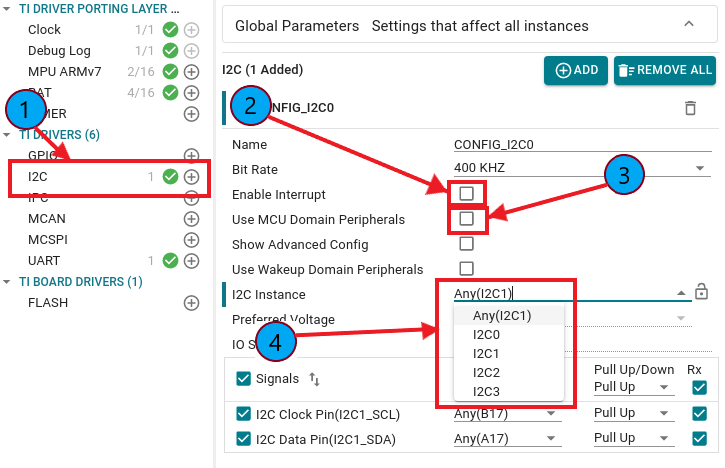 TI DRIVER PORTING LAYER ...
Clock 1/1
Debug Log 1/1
MPU ARMv7 2/16
4/16
1
TI DRIVERS (6)
I2C 1
MCAN
MCSPI
UART 1
TI BOARD DRIVERS (1)
FLASH
Global Parameters Settings that affect all instances
I2C (1 Added)
ADD
REMOVE ALL
2
NFIG_I2C0
3
Name CONFIG_I2C0
Bit Rate 400 KHZ
Enable Interrupt
Use MCU Domain Peripherals
Show Advanced Config
Use Wakeup Domain Peripherals
I2C Instance Any(I2C1)
Any(I2C1)
I2C0
I2C1
I2C2
I2C3
Preferred Voltage
4
IO
Signals Pull Up/Down Rx
Pull Up
I2C Clock Pin(I2C1_SCL) Any(B17) Pull Up
I2C Data Pin(I2C1_SDA) Any(A17) Pull Up